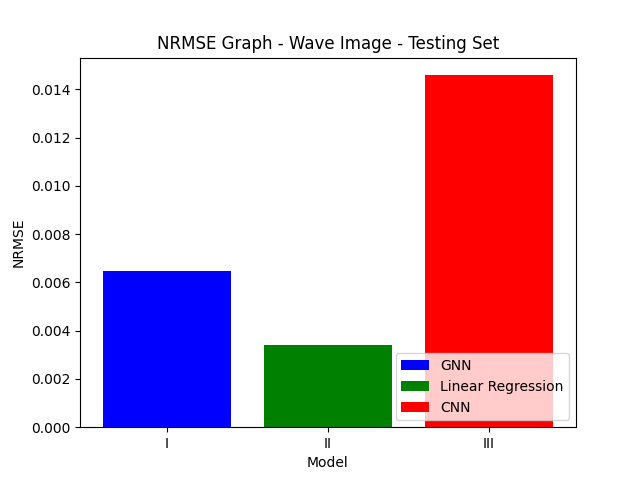 NRMSE Graph - Wave Image - Testing Set
0.014
0.012
0.010
0.008
0.006
0.004
0.002
0.000
NRMSE
GNN
Linear Regression
CNN
I II III
Model